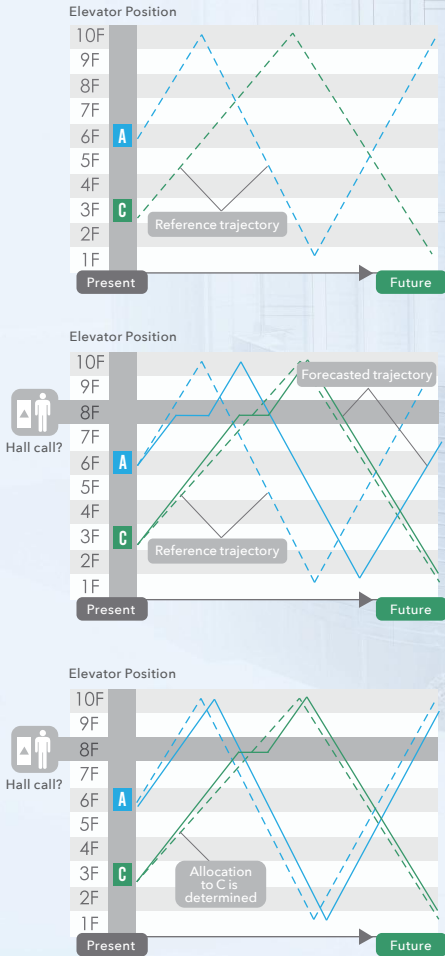 Elevator Position
10F
9F
8F
7F
6F A
5F
4F
3F C
2F
1F
Reference trajectory
Present
Future
Elevator Position
10F
9F
8F
7F
6F A
5F
4F
3F C
2F
1F
Hall call?
Forecasted trajectory
Reference trajectory
Present
Future
Elevator Position
10F
9F
8F
7F
6F A
5F
4F
3F C
2F
1F
Hall call?
Allocation
to C is
determined
Present
Future